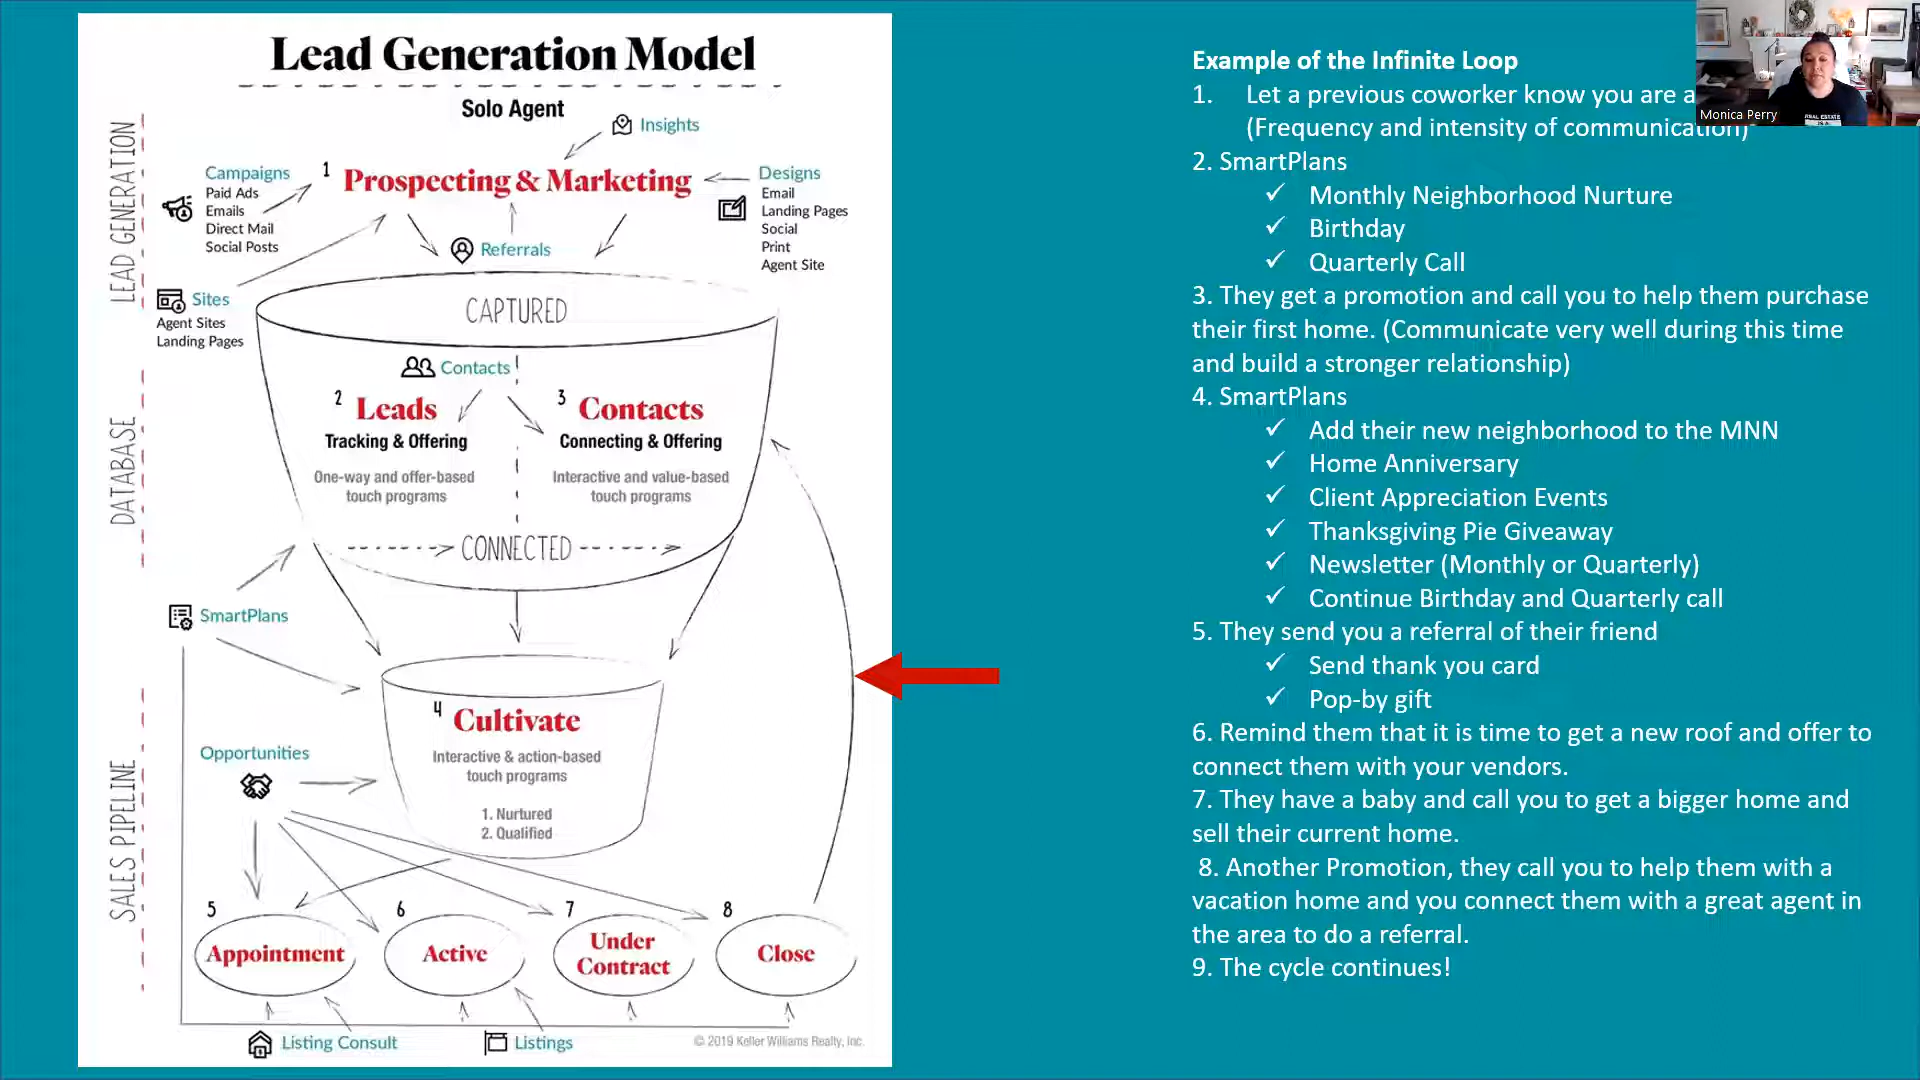 Lead Generation Model
Solo Agent
Insights
Campaigns
Paid Ads
Emails
Direct Mail
Social Posts
1 Prospecting & Marketing
Designs
Email
Landing Pages
Social
Print
Agent Site
Referrals
Sites
Agent Sites
Landing Pages
LEAD GENERATION
CAPTURED
Contacts
2 Leads
Tracking & Offering
One-way and offer-based
touch programs
3 Contacts
Connecting & Offering
Interactive and value-based
touch programs
DATABASE
CONNECTED
SmartPlans
4 Cultivate
Interactive & action-based
touch programs
1. Nurtured
2. Qualified
Opportunities
SALES PIPELINE
5 Appointment
6 Active
7 Under
Contract
8 Close
Listing Consult
Listings
© 2019 Keller Williams Realty, Inc.
Example of the Infinite Loop
1. Let a previous coworker know you are a
(Frequency and intensity of communication)
2. SmartPlans
✓ Monthly Neighborhood Nurture
✓ Birthday
✓ Quarterly Call
3. They get a promotion and call you to help them purchase
their first home. (Communicate very well during this time
and build a stronger relationship)
4. SmartPlans
✓ Add their new neighborhood to the MNN
✓ Home Anniversary
✓ Client Appreciation Events
✓ Thanksgiving Pie Giveaway
✓ Newsletter (Monthly or Quarterly)
✓ Continue Birthday and Quarterly call
5. They send you a referral of their friend
✓ Send thank you card
✓ Pop-by gift
6. Remind them that it is time to get a new roof and offer to
connect them with your vendors.
7. They have a baby and call you to get a bigger home and
sell their current home.
8. Another Promotion, they call you to help them with a
vacation home and you connect them with a great agent in
the area to do a referral.
9. The cycle continues!
Monica Perry
REAL ESTATE
IS A